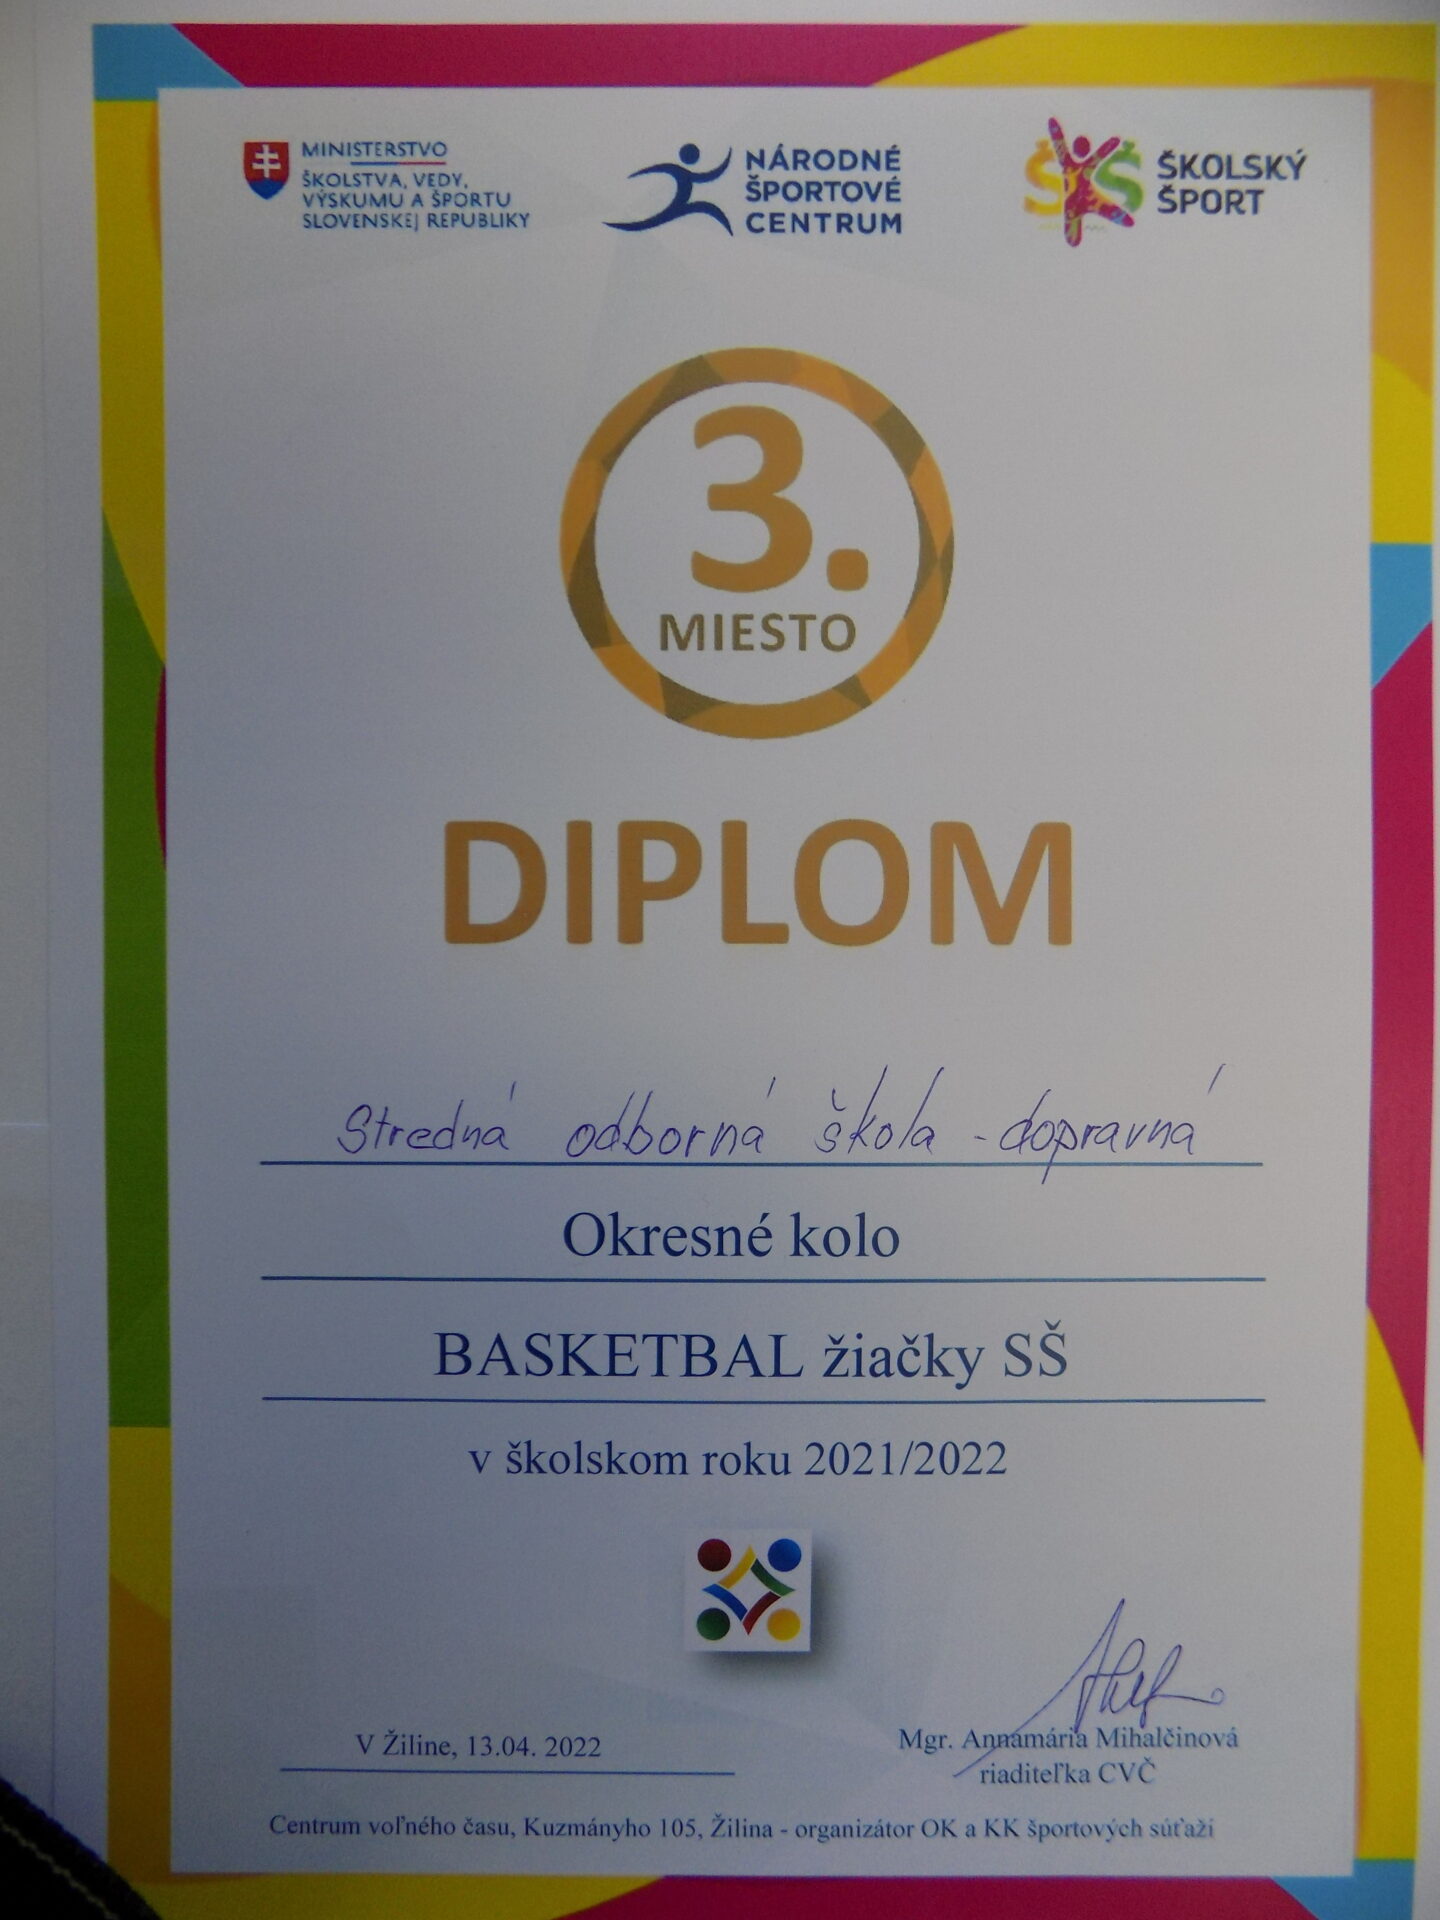 MINISTERSTVO
ŠKOLSTVA, VEDY,
VÝSKUMU A ŠPORTU
SLOVENSKEJ REPUBLIKY
NÁRODNÉ
ŠPORTOVÉ
CENTRUM
ŠKOLSKÝ
ŠPORT
3.
MIESTO
DIPLOM
Stredná odborná škola - dopravná
Okresné kolo
BASKETBAL žiačky SŠ
v školskom roku 2021/2022
V Žiline, 13.04. 2022
Mgr. Annamária Mihalčinová
riaditeľka CVČ
Centrum voľného času, Kuzmányho 105, Žilina - organizátor OK a KK športových súťaží